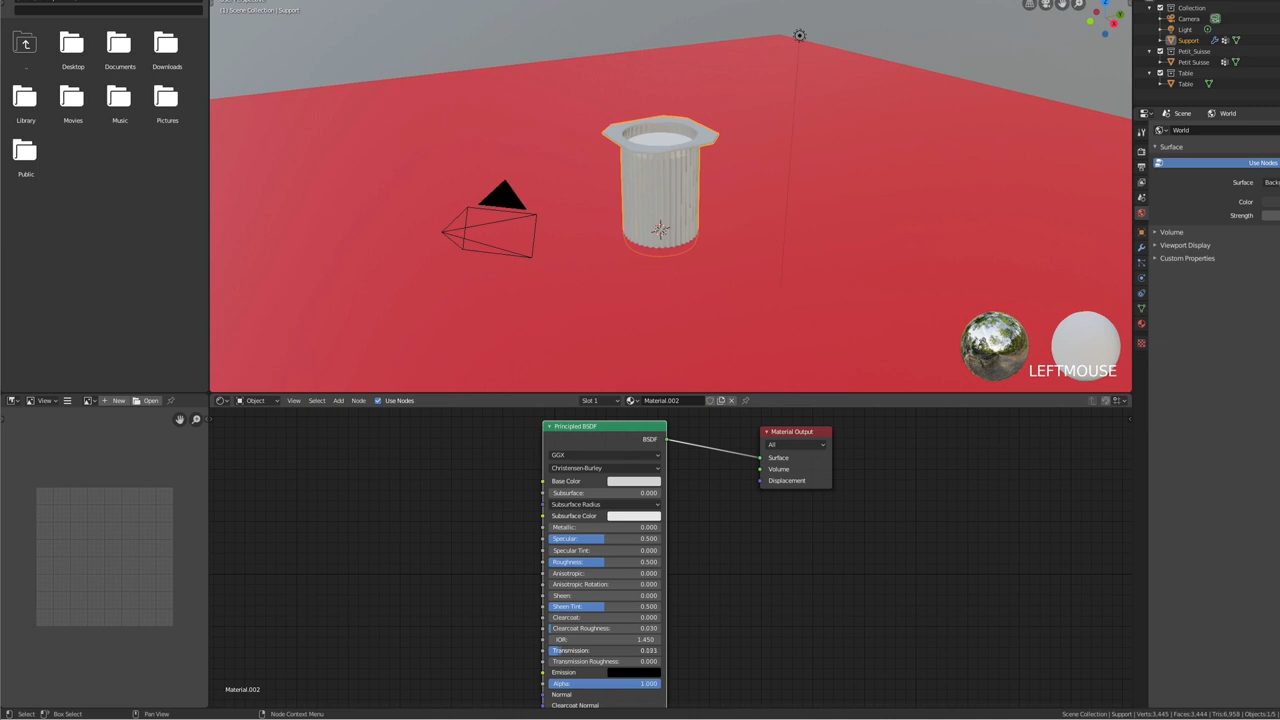 (1) Scene Collection | Support
Collection
Camera
Light
Support
Petit_Suisse
Petit Suisse
Table
Table
..
Desktop
Documents
Downloads
Library
Movies
Music
Pictures
Public
Scene
World
World
Surface
Use Nodes
Surface
Color
Strength
Volume
Viewport Display
Custom Properties
LEFTMOUSE
View
New
Open
Object
View
Select
Add
Node
Use Nodes
Slot 1
Material.002
Principled BSDF
BSDF
GGX
Christensen-Burley
Base Color
Subsurface: 0.000
Subsurface Radius
Subsurface Color
Metallic: 0.000
Specular: 0.500
Specular Tint: 0.000
Roughness: 0.500
Anisotropic: 0.000
Anisotropic Rotation: 0.000
Sheen: 0.000
Sheen Tint: 0.500
Clearcoat: 0.000
Clearcoat Roughness: 0.030
IOR: 1.450
Transmission:
Transmission Roughness: 0.000
Emission
Alpha: 1.000
Normal
Clearcoat Normal
Material Output
All
Surface
Volume
Displacement
Material.002
Select
Box Select
Pan View
Node Context Menu
Scene Collection | Support | Verts:3,445 | Faces:3,444 | Tris:6,958 | Objects:1/5